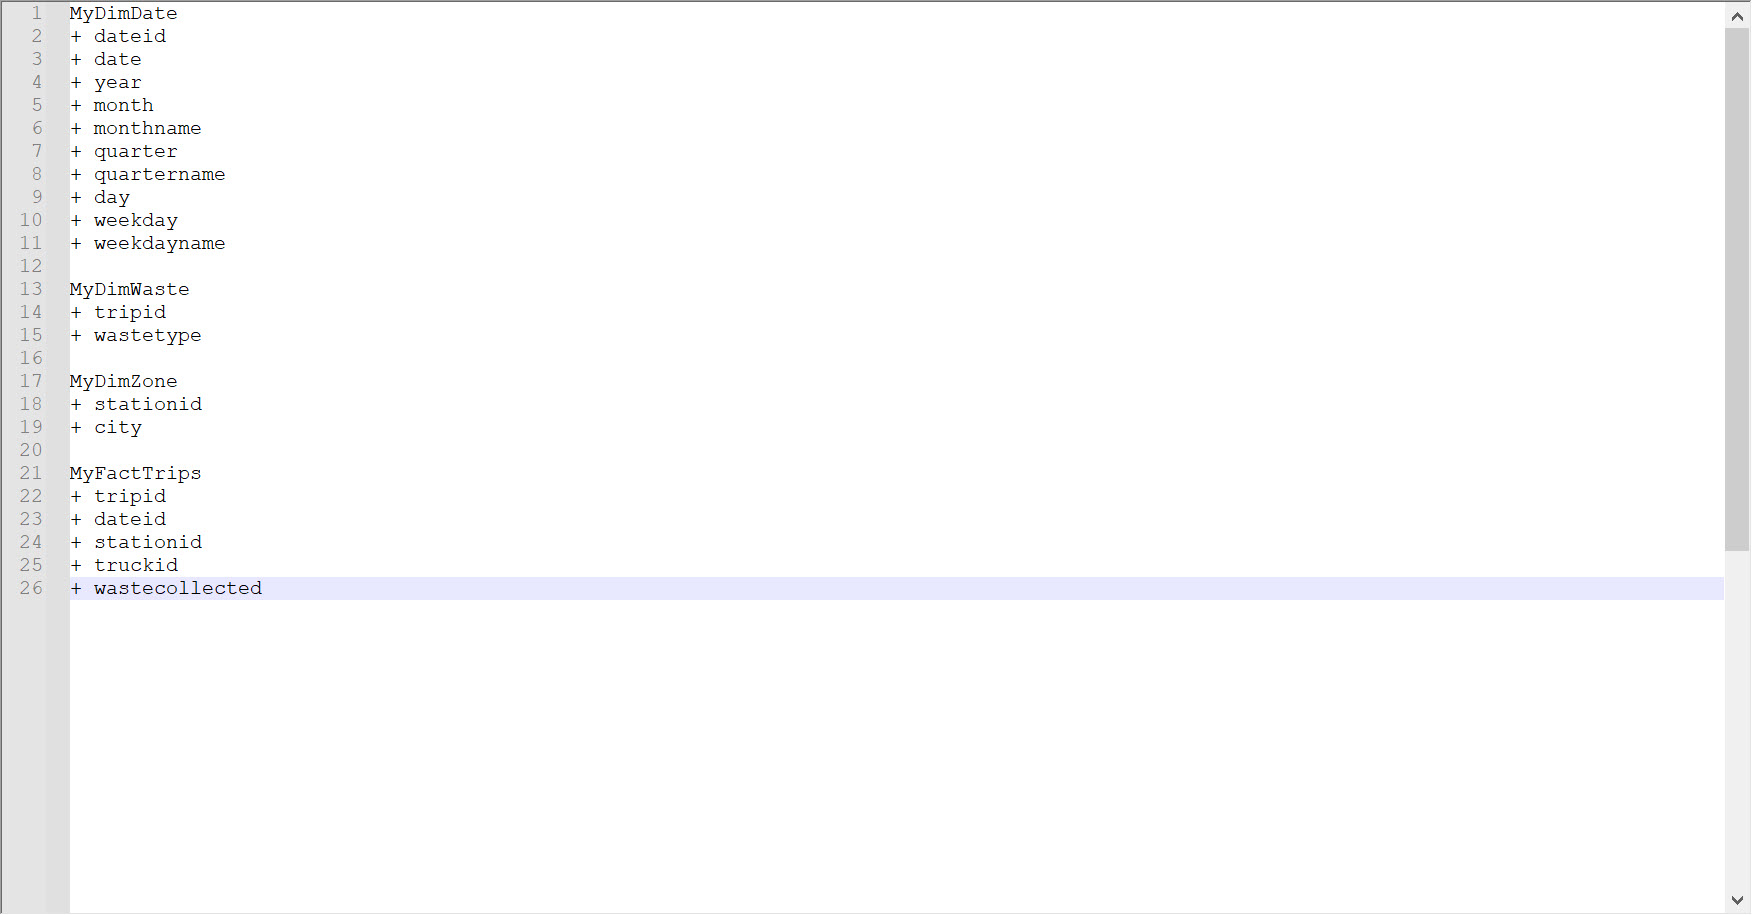 1 MyDimDate
2 + dateid
3 + date
4 + year
5 + month
6 + monthname
7 + quarter
8 + quartername
9 + day
10 + weekday
11 + weekdayname
12
13 MyDimWaste
14 + tripid
15 + wastetype
16
17 MyDimZone
18 + stationid
19 + city
20
21 MyFactTrips
22 + tripid
23 + dateid
24 + stationid
25 + truckid
26 + wastecollected